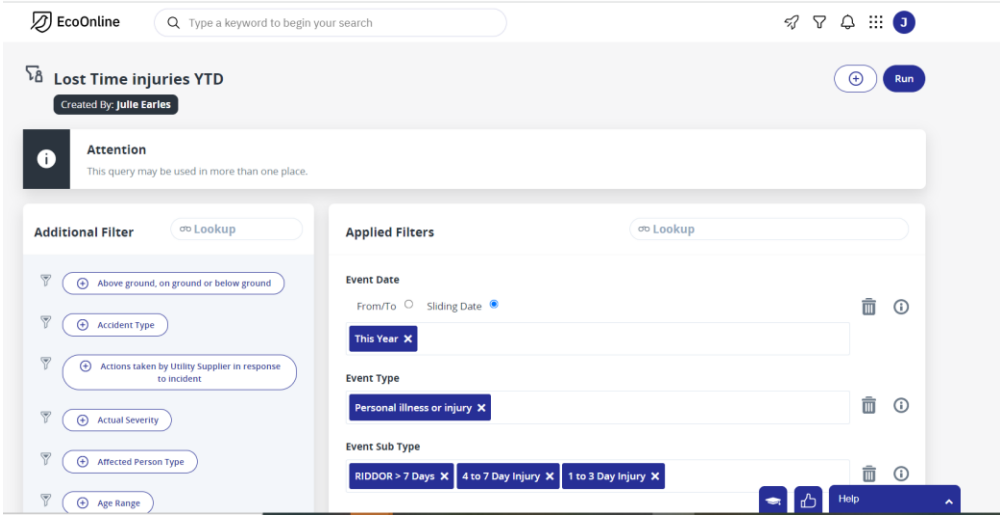 EcoOnline
Type a keyword to begin your search
J
Lost Time injuries YTD
Run
Created By: Julie Earles
Attention
This query may be used in more than one place.
Additional Filter
Lookup
Above ground, on ground or below ground
Accident Type
Actions taken by Utility Supplier in response
to incident
Actual Severity
Affected Person Type
Age Range
Applied Filters
Lookup
Event Date
From/To Sliding Date
This Year ×
Event Type
Personal illness or injury ×
Event Sub Type
RIDDOR > 7 Days × 4 to 7 Day Injury × 1 to 3 Day Injury ×
Help